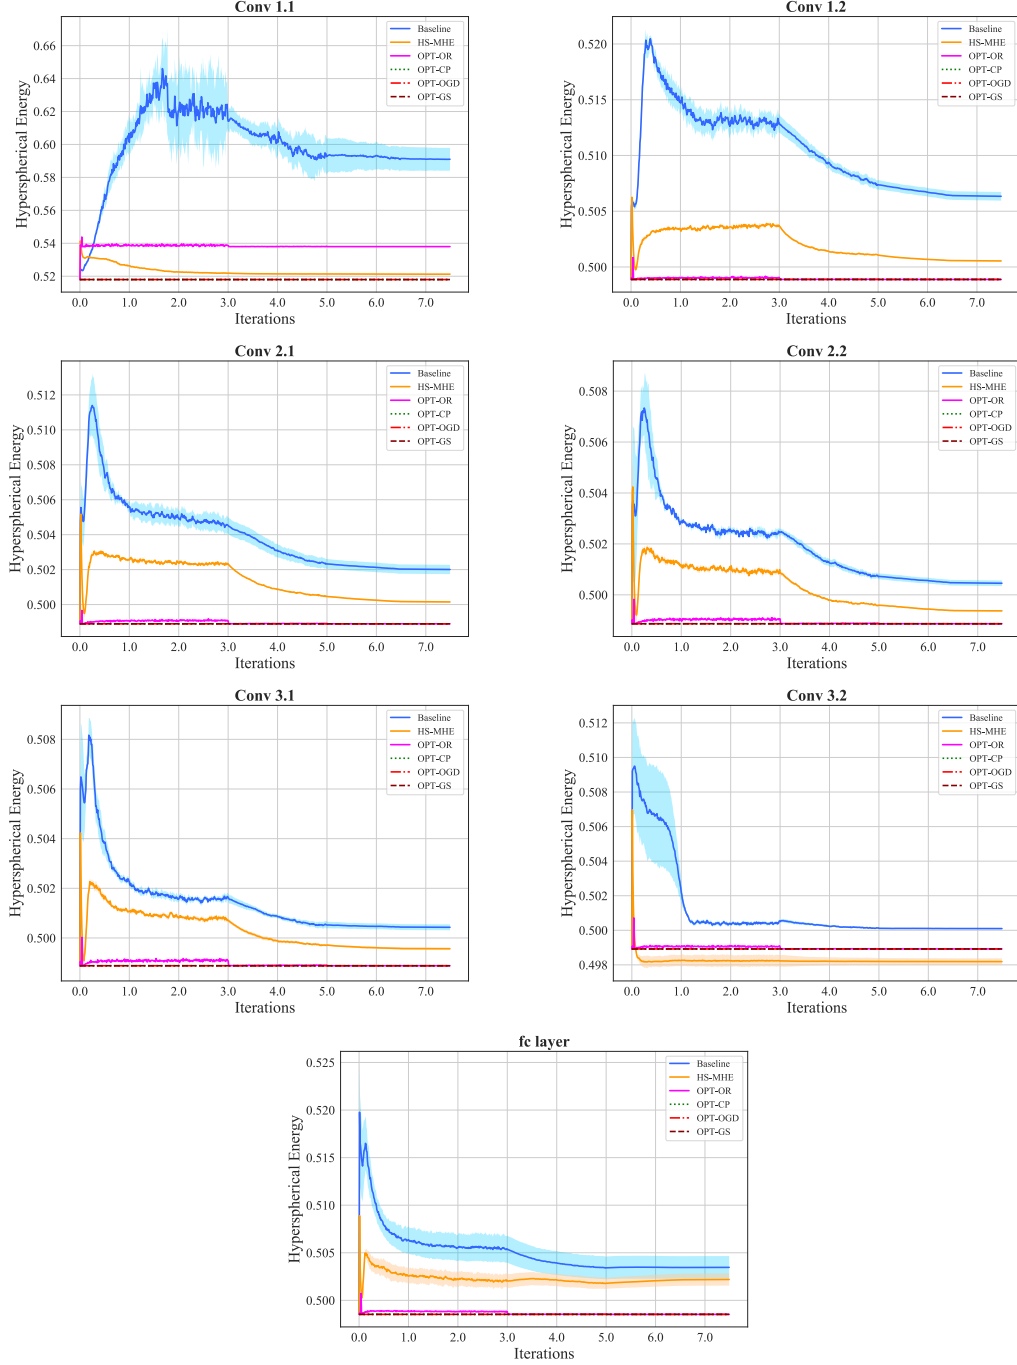 Conv 1.1
Hyperspherical Energy
0.66
0.64
0.62
0.60
0.58
0.56
0.54
0.52
0.0 1.0 2.0 3.0 4.0 5.0 6.0 7.0
Iterations
Baseline
HS-MHE
OPT-OR
OPT-CP
OPT-OGD
OPT-GS
Conv 1.2
Hyperspherical Energy
0.520
0.515
0.510
0.505
0.500
0.0 1.0 2.0 3.0 4.0 5.0 6.0 7.0
Iterations
Baseline
HS-MHE
OPT-OR
OPT-CP
OPT-OGD
OPT-GS
Conv 2.1
Hyperspherical Energy
0.512
0.510
0.508
0.506
0.504
0.502
0.500
0.0 1.0 2.0 3.0 4.0 5.0 6.0 7.0
Iterations
Baseline
HS-MHE
OPT-OR
OPT-CP
OPT-OGD
OPT-GS
Conv 2.2
Hyperspherical Energy
0.508
0.506
0.504
0.502
0.500
0.0 1.0 2.0 3.0 4.0 5.0 6.0 7.0
Iterations
Baseline
HS-MHE
OPT-OR
OPT-CP
OPT-OGD
OPT-GS
Conv 3.1
Hyperspherical Energy
0.508
0.506
0.504
0.502
0.500
0.0 1.0 2.0 3.0 4.0 5.0 6.0 7.0
Iterations
Baseline
HS-MHE
OPT-OR
OPT-CP
OPT-OGD
OPT-GS
Conv 3.2
Hyperspherical Energy
0.512
0.510
0.508
0.506
0.504
0.502
0.500
0.498
0.0 1.0 2.0 3.0 4.0 5.0 6.0 7.0
Iterations
Baseline
HS-MHE
OPT-OR
OPT-CP
OPT-OGD
OPT-GS
fc layer
Hyperspherical Energy
0.525
0.520
0.515
0.510
0.505
0.500
0.0 1.0 2.0 3.0 4.0 5.0 6.0 7.0
Iterations
Baseline
HS-MHE
OPT-OR
OPT-CP
OPT-OGD
OPT-GS